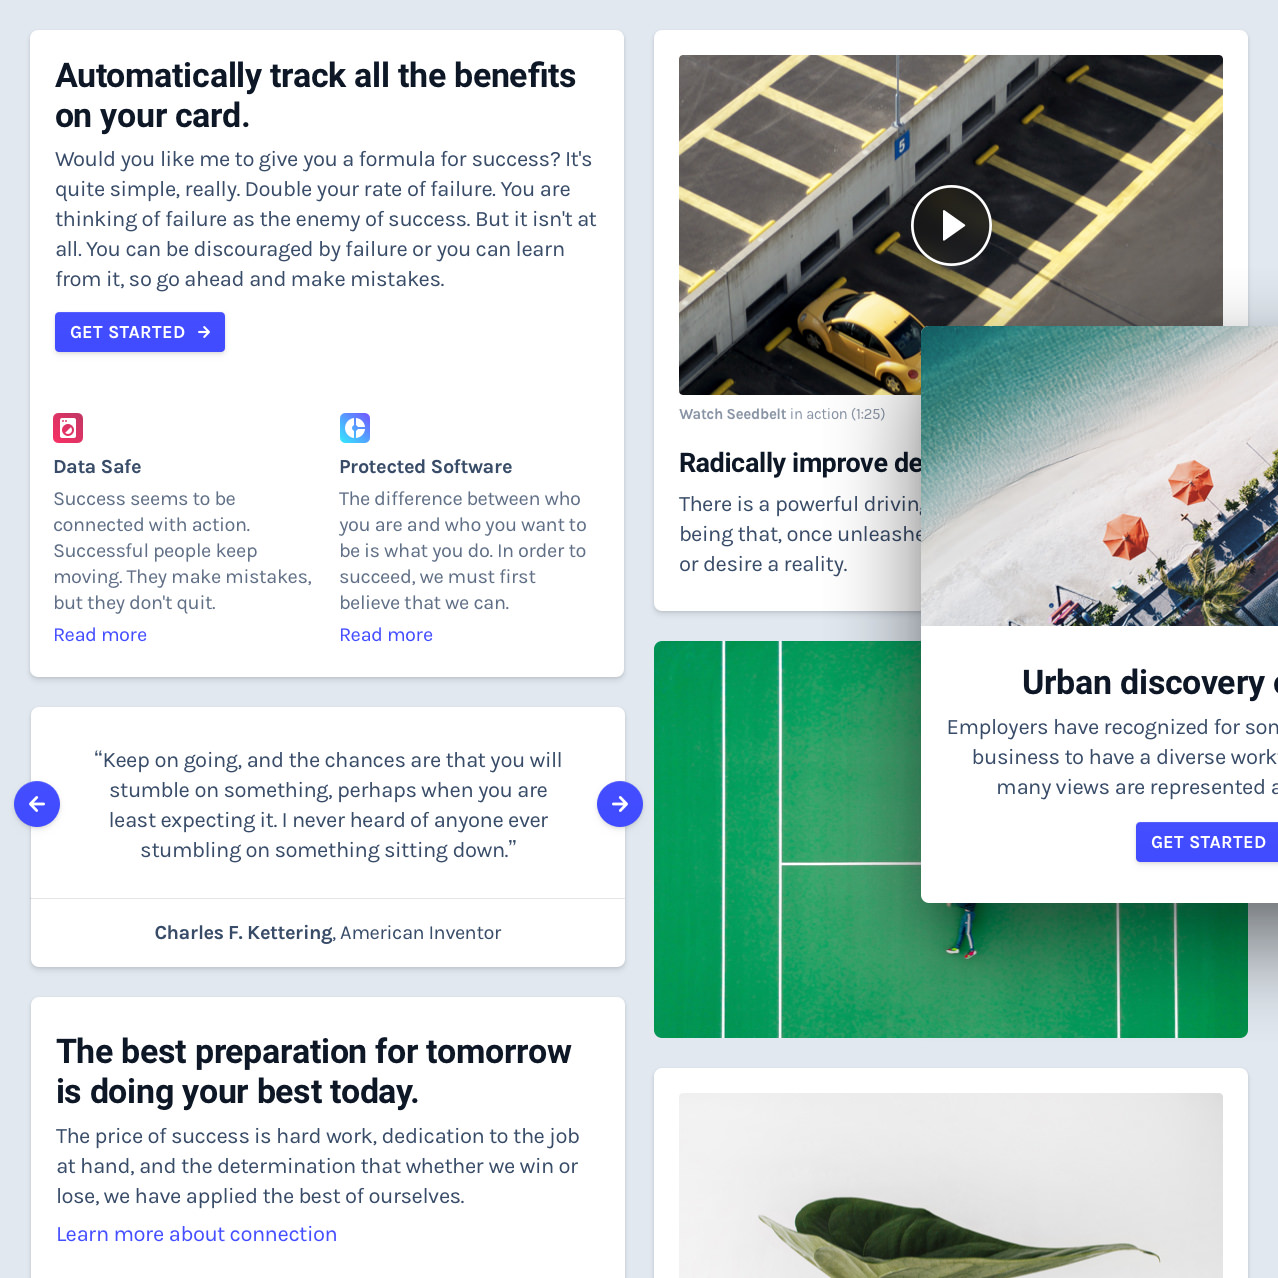 Automatically track all the benefits
on your card.
Would you like me to give you a formula for success? It's
quite simple, really. Double your rate of failure. You are
thinking of failure as the enemy of success. But it isn't at
all. You can be discouraged by failure or you can learn
from it, so go ahead and make mistakes.
GET STARTED
Data Safe
Success seems to be
connected with action.
Successful people keep
moving. They make mistakes,
but they don't quit.
Read more
Protected Software
The difference between who
you are and who you want to
be is what you do. In order to
succeed, we must first
believe that we can.
Read more
“Keep on going, and the chances are that you will
stumble on something, perhaps when you are
least expecting it. I never heard of anyone ever
stumbling on something sitting down.”
Charles F. Kettering, American Inventor
The best preparation for tomorrow
is doing your best today.
The price of success is hard work, dedication to the job
at hand, and the determination that whether we win or
lose, we have applied the best of ourselves.
Learn more about connection
5
Watch Seedbelt in action (1:25)
Radically improve
There is a powerful
being that, once
or desire a reality.
Urban discovery
Employers have recognized for
business to have a diverse
many views are represented
GET STARTED